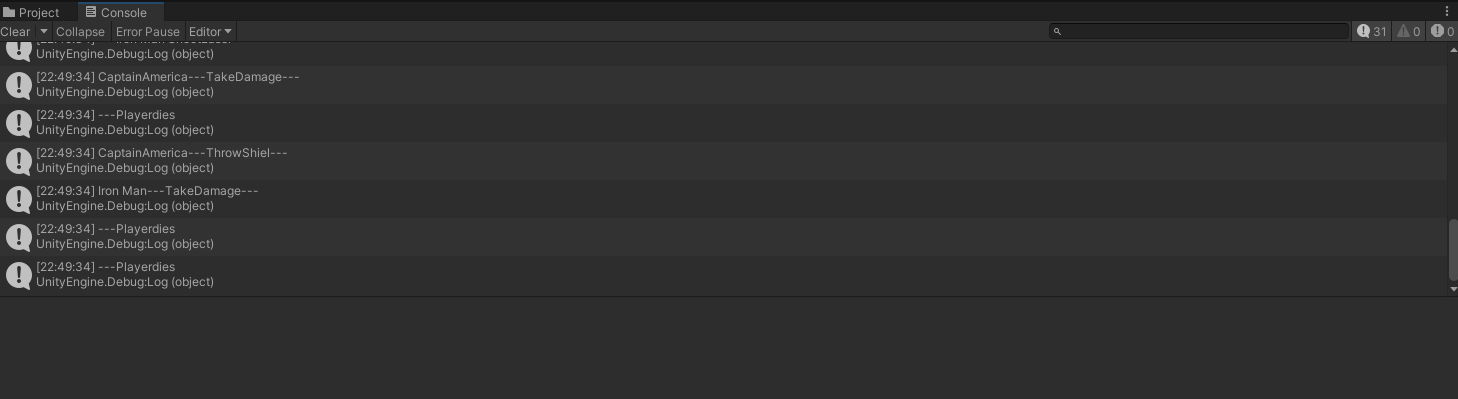 Project
Console
Clear
Collapse
Error Pause
Editor
31
0
0
UnityEngine.Debug:Log (object)
[22:49:34] CaptainAmerica---TakeDamage---
UnityEngine.Debug:Log (object)
[22:49:34] ---Playerdies
UnityEngine.Debug:Log (object)
[22:49:34] CaptainAmerica---ThrowShiel---
UnityEngine.Debug:Log (object)
[22:49:34] Iron Man---TakeDamage---
UnityEngine.Debug:Log (object)
[22:49:34] ---Playerdies
UnityEngine.Debug:Log (object)
[22:49:34] ---Playerdies
UnityEngine.Debug:Log (object)